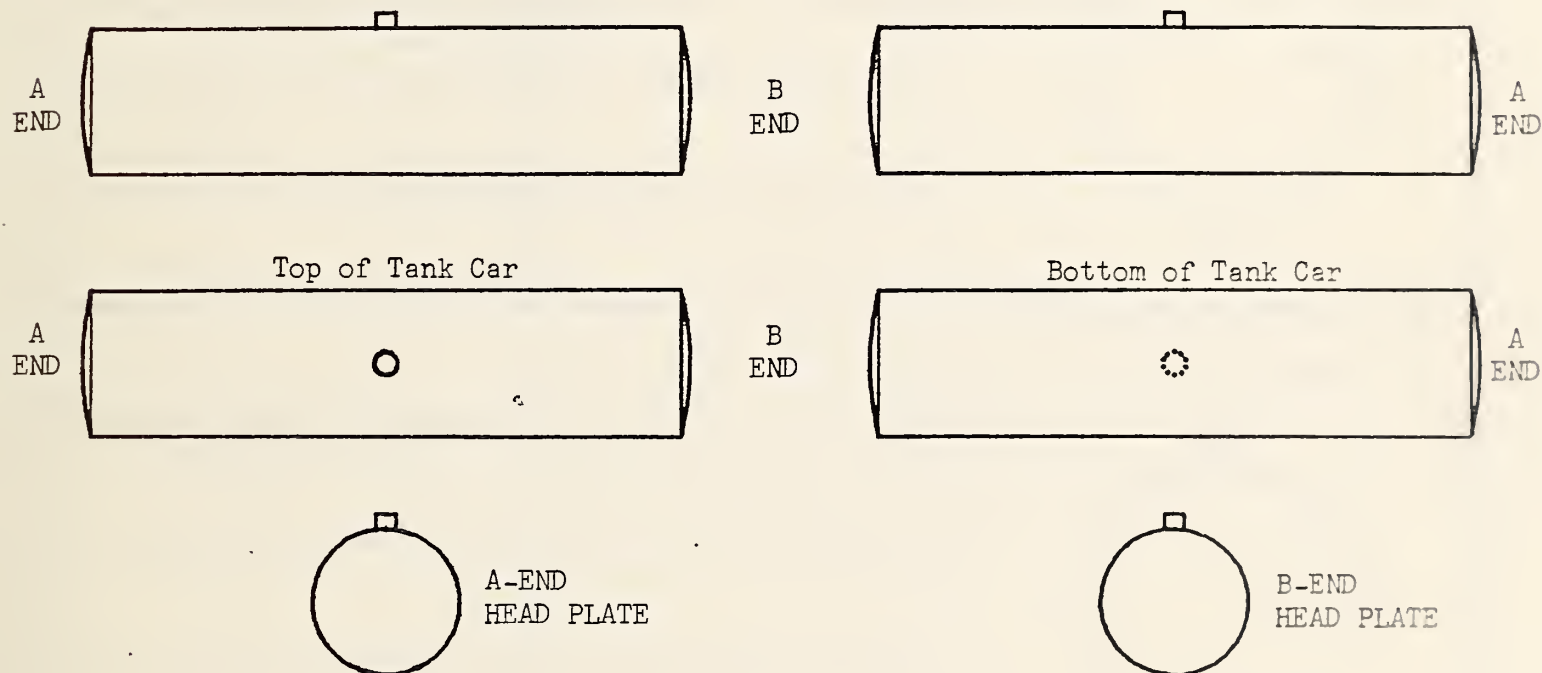 A
END
B
END
A
END
Top of Tank Car
Bottom of Tank Car
A
END
B
END
A
END
A-END
HEAD PLATE
B-END
HEAD PLATE